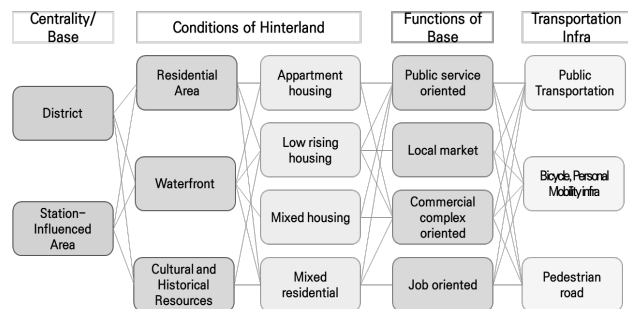 Centrality/
Base
Conditions of Hinterland
Functions of
Base
Transportation
Infra
District
Station-
Influenced
Area
Residential
Area
Waterfront
Cultural and
Historical
Resources
Appartment
housing
Low rising
housing
Mixed housing
Mixed
residential
Public service
oriented
Local market
Commercial
complex
oriented
Job oriented
Public
Transportation
Bicycle, Personal
Mobility infra
Pedestrian
road